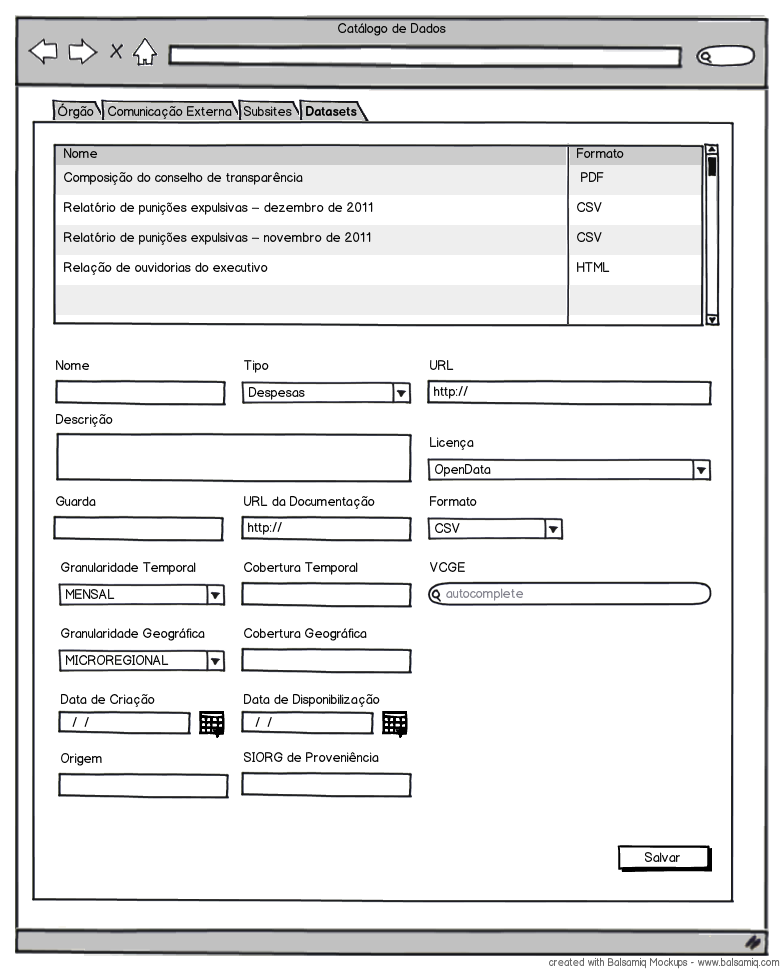 Catálogo de Dados
Órgão Comunicação Externa Subsites Datasets
Nome Formato
Composição do conselho de transparência PDF
Relatório de punições expulsivas – dezembro de 2011 CSV
Relatório de punições expulsivas – novembro de 2011 CSV
Relação de ouvidorias do executivo HTML
Nome Tipo URL
Despesas http://
Descrição
Licença
OpenData
Guarda URL da Documentação Formato
http:// CSV
Granularidade Temporal Cobertura Temporal VCGE
MENSAL autocomplete
Granularidade Geográfica Cobertura Geográfica
MICROREGIONAL
Data de Criação Data de Disponibilização
/ / / /
Origem SIORG de Proveniência
Salvar
created with Balsamiq Mockups - www.balsamiq.com